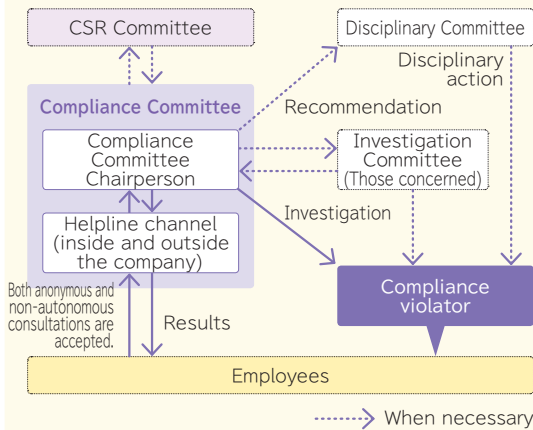 CSR Committee
Disciplinary Committee
Disciplinary
action
Compliance Committee
Recommendation
Compliance
Committee
Chairperson
Investigation
Committee
(Those concerned)
Investigation
Helpline channel
(inside and outside
the company)
Compliance
violator
Both anonymous and
non-autonomous
consultations are
accepted.
Results
Employees
When necessary